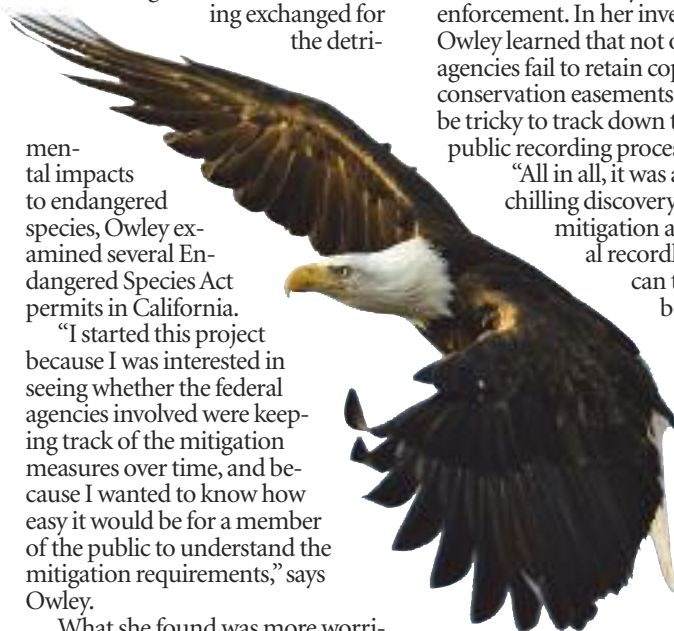 ing exchanged for
the detri-
men-
tal impacts
to endangered
species, Owley ex-
amined several En-
dangered Species Act
permits in California.
“I started this project
because I was interested in
seeing whether the federal
agencies involved were keep-
ing track of the mitigation
measures over time, and be-
cause I wanted to know how
easy it would be for a member
of the public to understand the
mitigation requirements,” says
Owley.
What she found was more worri-
enforcement. In her inve
Owley learned that not o
agencies fail to retain cop
conservation easements
be tricky to track down t
public recording proces
“All in all, it was a
chilling discovery
mitigation a
al recordk
can t
b